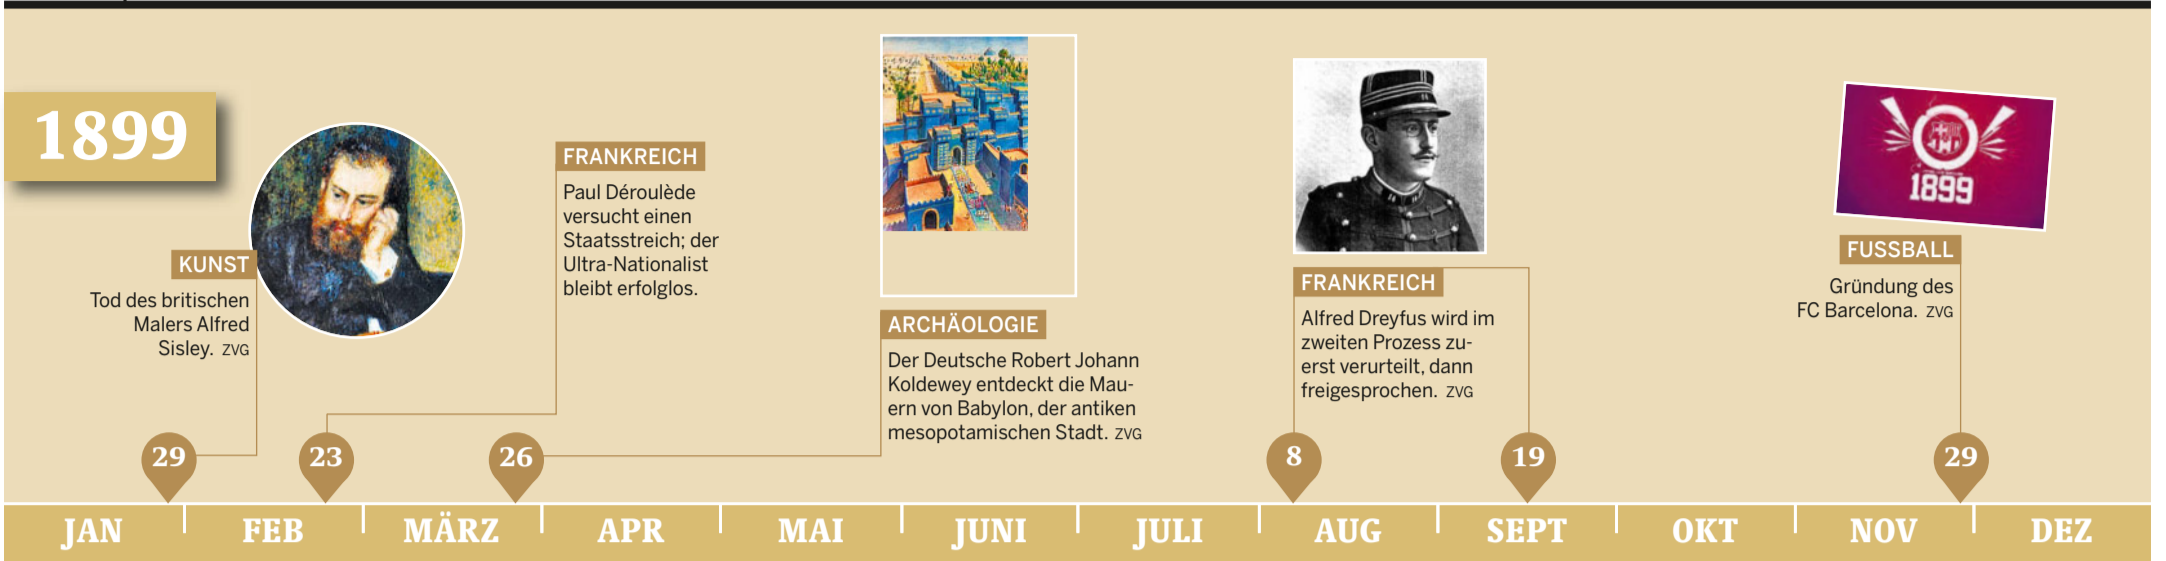 1899
KUNST
Tod des britischen
Malers Alfred
Sisley. ZVG
29
FRANKREICH
Paul Déroulède
versucht einen
Staatsstreich; der
Ultra-Nationalist
bleibt erfolglos.
23
ARCHÄOLOGIE
Der Deutsche Robert Johann
Koldewey entdeckt die Mau-
ern von Babylon, der antiken
mesopotamischen Stadt. ZVG
26
FRANKREICH
Alfred Dreyfus wird im
zweiten Prozess zu-
erst verurteilt, dann
freigesprochen. ZVG
8
19
1899
FUSSBALL
Gründung des
FC Barcelona. ZVG
29
JAN FEB MÄRZ APR MAI JUNI JULI AUG SEPT OKT NOV DEZ